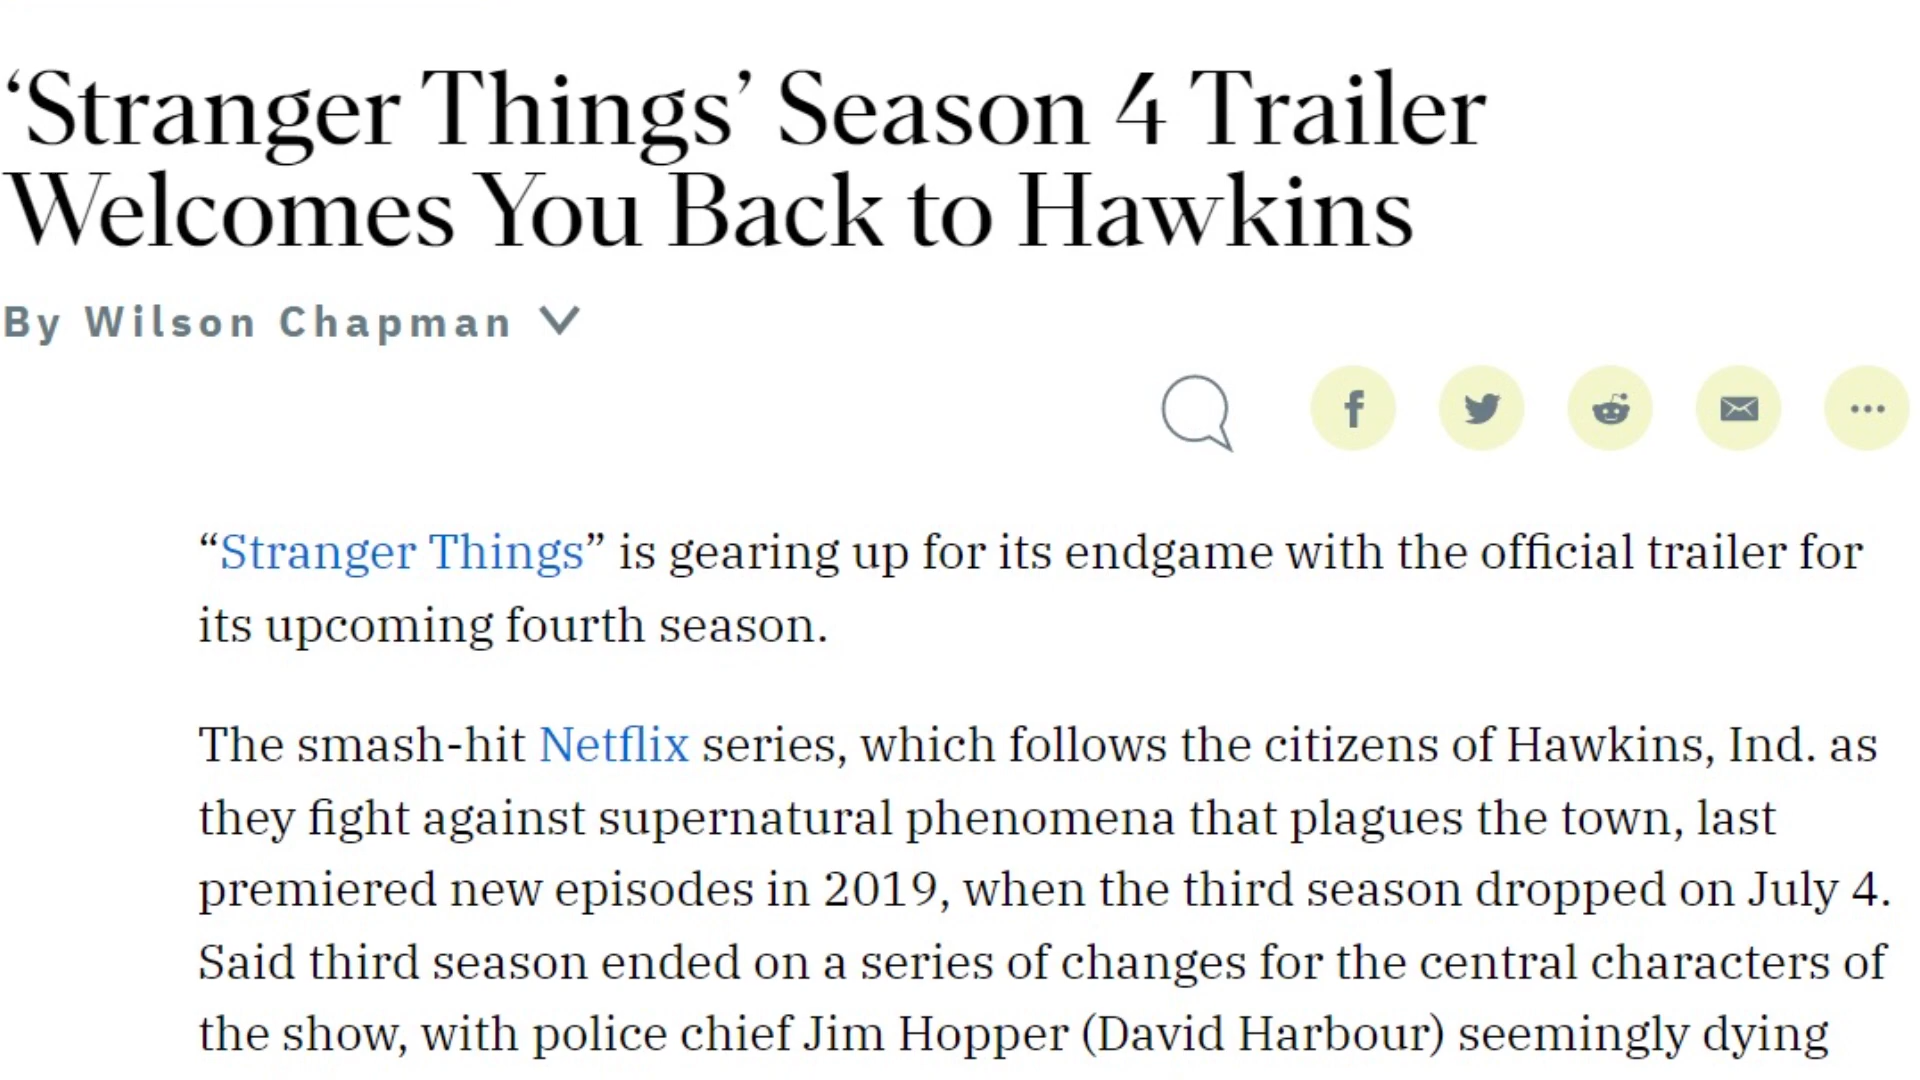 ‘Stranger Things’ Season 4 Trailer
Welcomes You Back to Hawkins
By Wilson Chapman
“Stranger Things” is gearing up for its endgame with the official trailer for
its upcoming fourth season.
The smash-hit Netflix series, which follows the citizens of Hawkins, Ind. as
they fight against supernatural phenomena that plagues the town, last
premiered new episodes in 2019, when the third season dropped on July 4.
Said third season ended on a series of changes for the central characters of
the show, with police chief Jim Hopper (David Harbour) seemingly dying